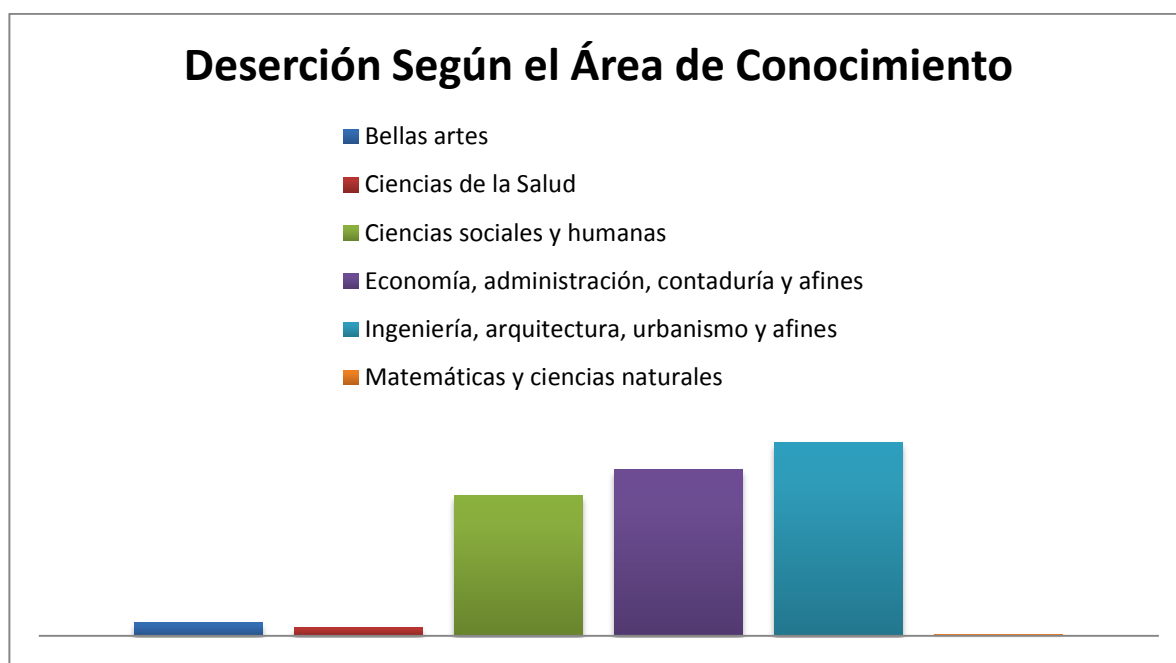 Deserción Según el Área de Conocimiento
Bellas artes
Ciencias de la Salud
Ciencias sociales y humanas
Economía, administración, contaduría y afines
Ingeniería, arquitectura, urbanismo y afines
Matemáticas y ciencias naturales